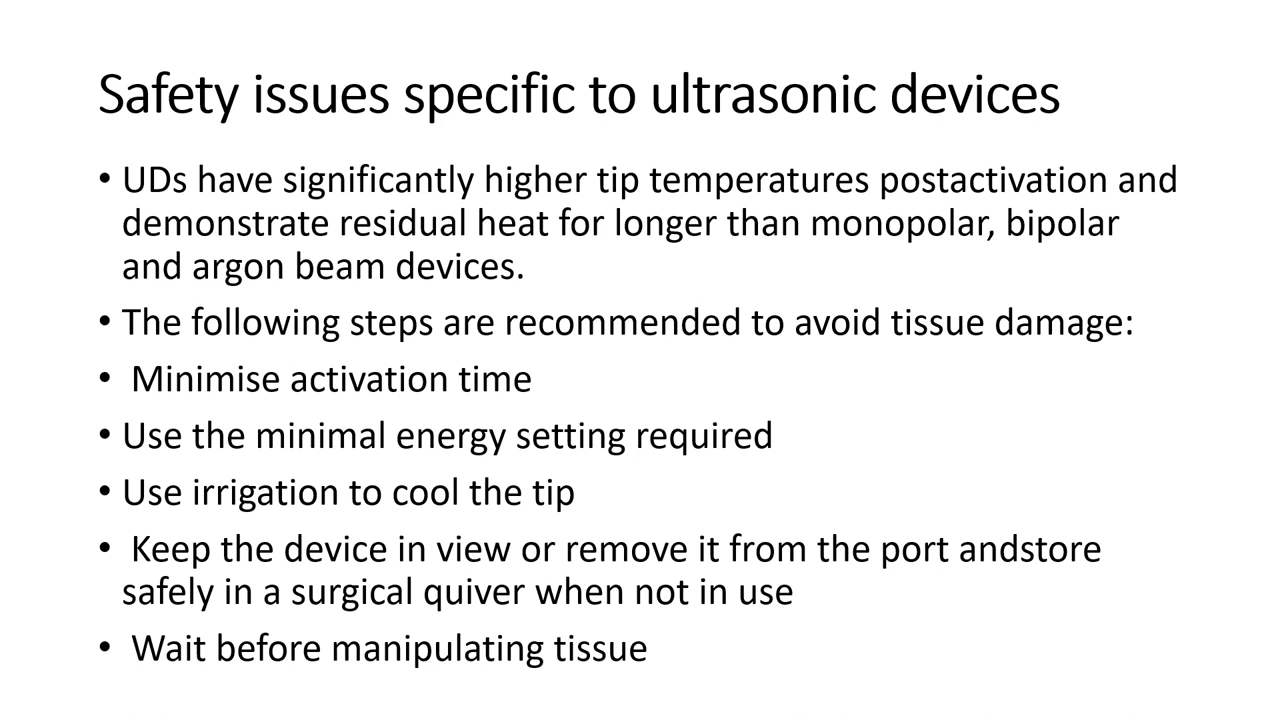 Safety issues specific to ultrasonic devices
• UDs have significantly higher tip temperatures postactivation and
demonstrate residual heat for longer than monopolar, bipolar
and argon beam devices.
• The following steps are recommended to avoid tissue damage:
• Minimise activation time
• Use the minimal energy setting required
• Use irrigation to cool the tip
• Keep the device in view or remove it from the port andstore
safely in a surgical quiver when not in use
• Wait before manipulating tissue